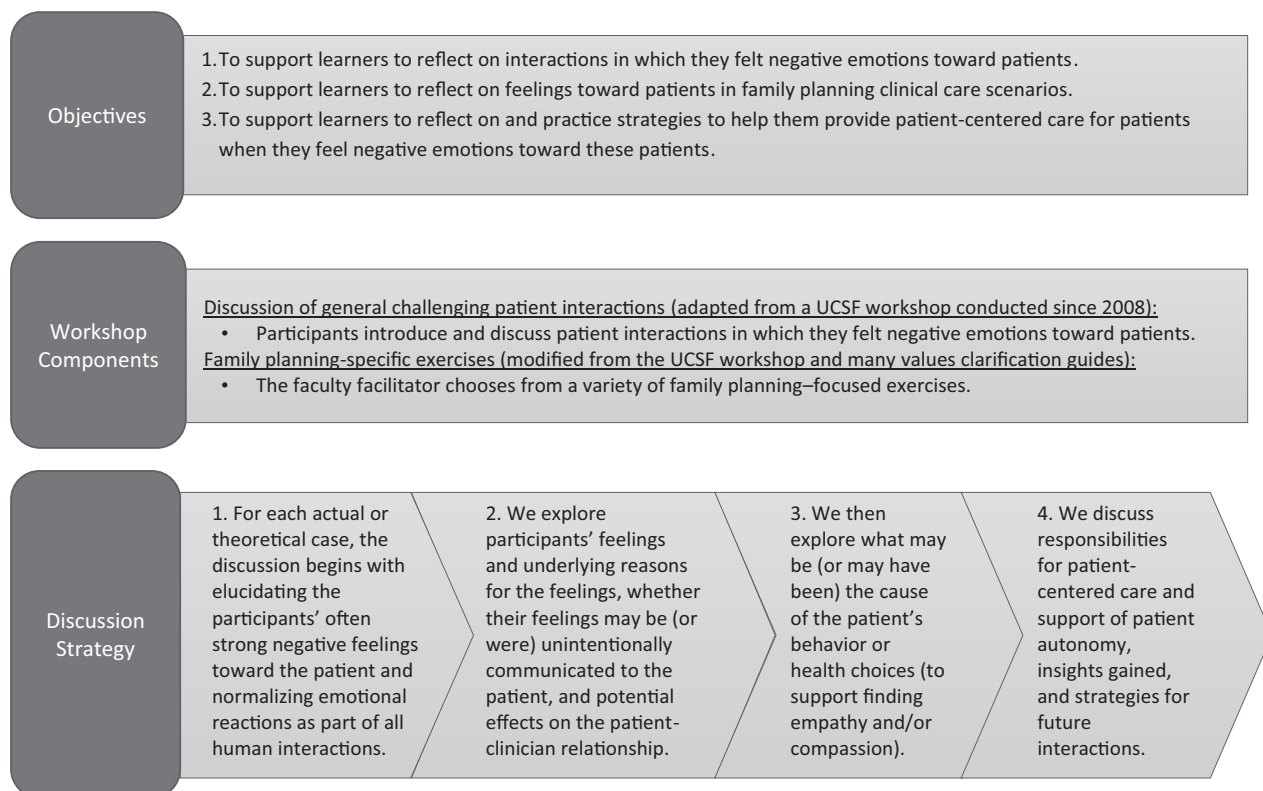 Objectives
1.To support learners to reflect on interactions in which they felt negative emotions toward patients.
2.To support learners to reflect on feelings toward patients in family planning clinical care scenarios.
3.To support learners to reflect on and practice strategies to help them provide patient-centered care for patients
when they feel negative emotions toward these patients.
Workshop
Components
Discussion of general challenging patient interactions (adapted from a UCSF workshop conducted since 2008):
• Participants introduce and discuss patient interactions in which they felt negative emotions toward patients.
Family planning-specific exercises (modified from the UCSF workshop and many values clarification guides):
• The faculty facilitator chooses from a variety of family planning–focused exercises.
Discussion
Strategy
1. For each actual or
theoretical case, the
discussion begins with
elucidating the
participants’ often
strong negative feelings
toward the patient and
normalizing emotional
reactions as part of all
human interactions.
2. We explore
participants’ feelings
and underlying reasons
for the feelings, whether
their feelings may be (or
were) unintentionally
communicated to the
patient, and potential
effects on the patient-
clinician relationship.
3. We then
explore what may
be (or may have
been) the cause
of the patient’s
behavior or
health choices (to
support finding
empathy and/or
compassion).
4. We discuss
responsibilities
for patient-
centered care and
support of patient
autonomy,
insights gained,
and strategies for
future
interactions.